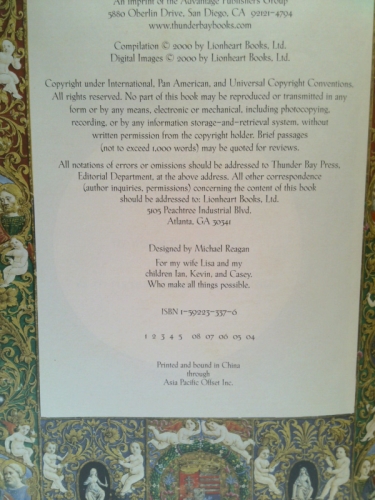 An imprint of the Advantage Publishers Group
5880 Oberlin Drive, San Diego, CA 92121-4794
www.thunderbaybooks.com
Compilation © 2000 by Lionheart Books, Ltd.
Digital Images © 2000 by Lionheart Books, Ltd.
Copyright under International, Pan American, and Universal Copyright Conventions.
All rights reserved. No part of this book may be reproduced or transmitted in any
form or by any means, electronic or mechanical, including photocopying,
recording, or by any information storage-and-retrieval system, without
written permission from the copyright holder. Brief passages
(not to exceed 1,000 words) may be quoted for reviews.
All notations of errors or omissions should be addressed to Thunder Bay Press,
Editorial Department, at the above address. All other correspondence
(author inquiries, permissions) concerning the content of this book
should be addressed to: Lionheart Books, Ltd.
5105 Peachtree Industrial Blvd.
Atlanta, GA 30341
Designed by Michael Reagan
For my wife Lisa and my
children Ian, Kevin, and Casey.
Who make all things possible.
ISBN 1-59223-337-6
1 2 3 4 5 08 07 06 05 04
Printed and bound in China
through
Asia Pacific Offset Inc.